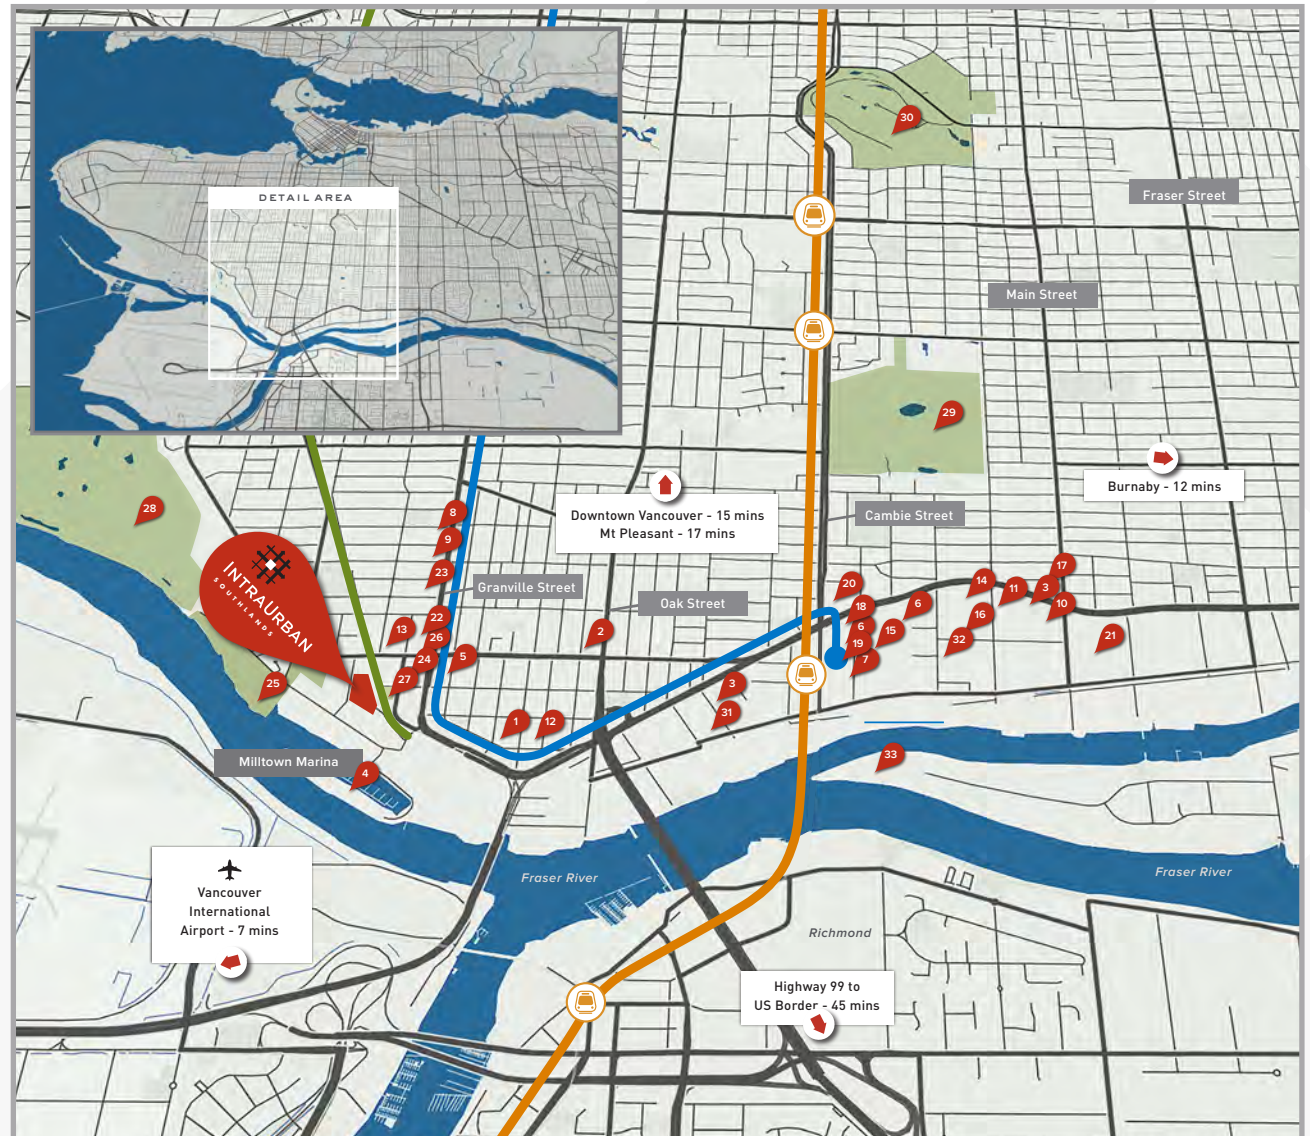 DETAIL AREA
30
Fraser Street
Main Street
29
Burnaby - 12 mins
28
8
9
23
Downtown Vancouver - 15 mins
Mt Pleasant - 17 mins
Cambie Street
INTRAURBAN
SOUTHLANDS
Granville Street
Oak Street
22
13
26
24
5
27
2
20
18
6
6
15
19
7
14
11
3
17
10
16
32
21
25
1
12
3
31
Milltown Marina
4
33
Vancouver
International
Airport - 7 mins
Fraser River
Fraser River
Richmond
Highway 99 to
US Border - 45 mins